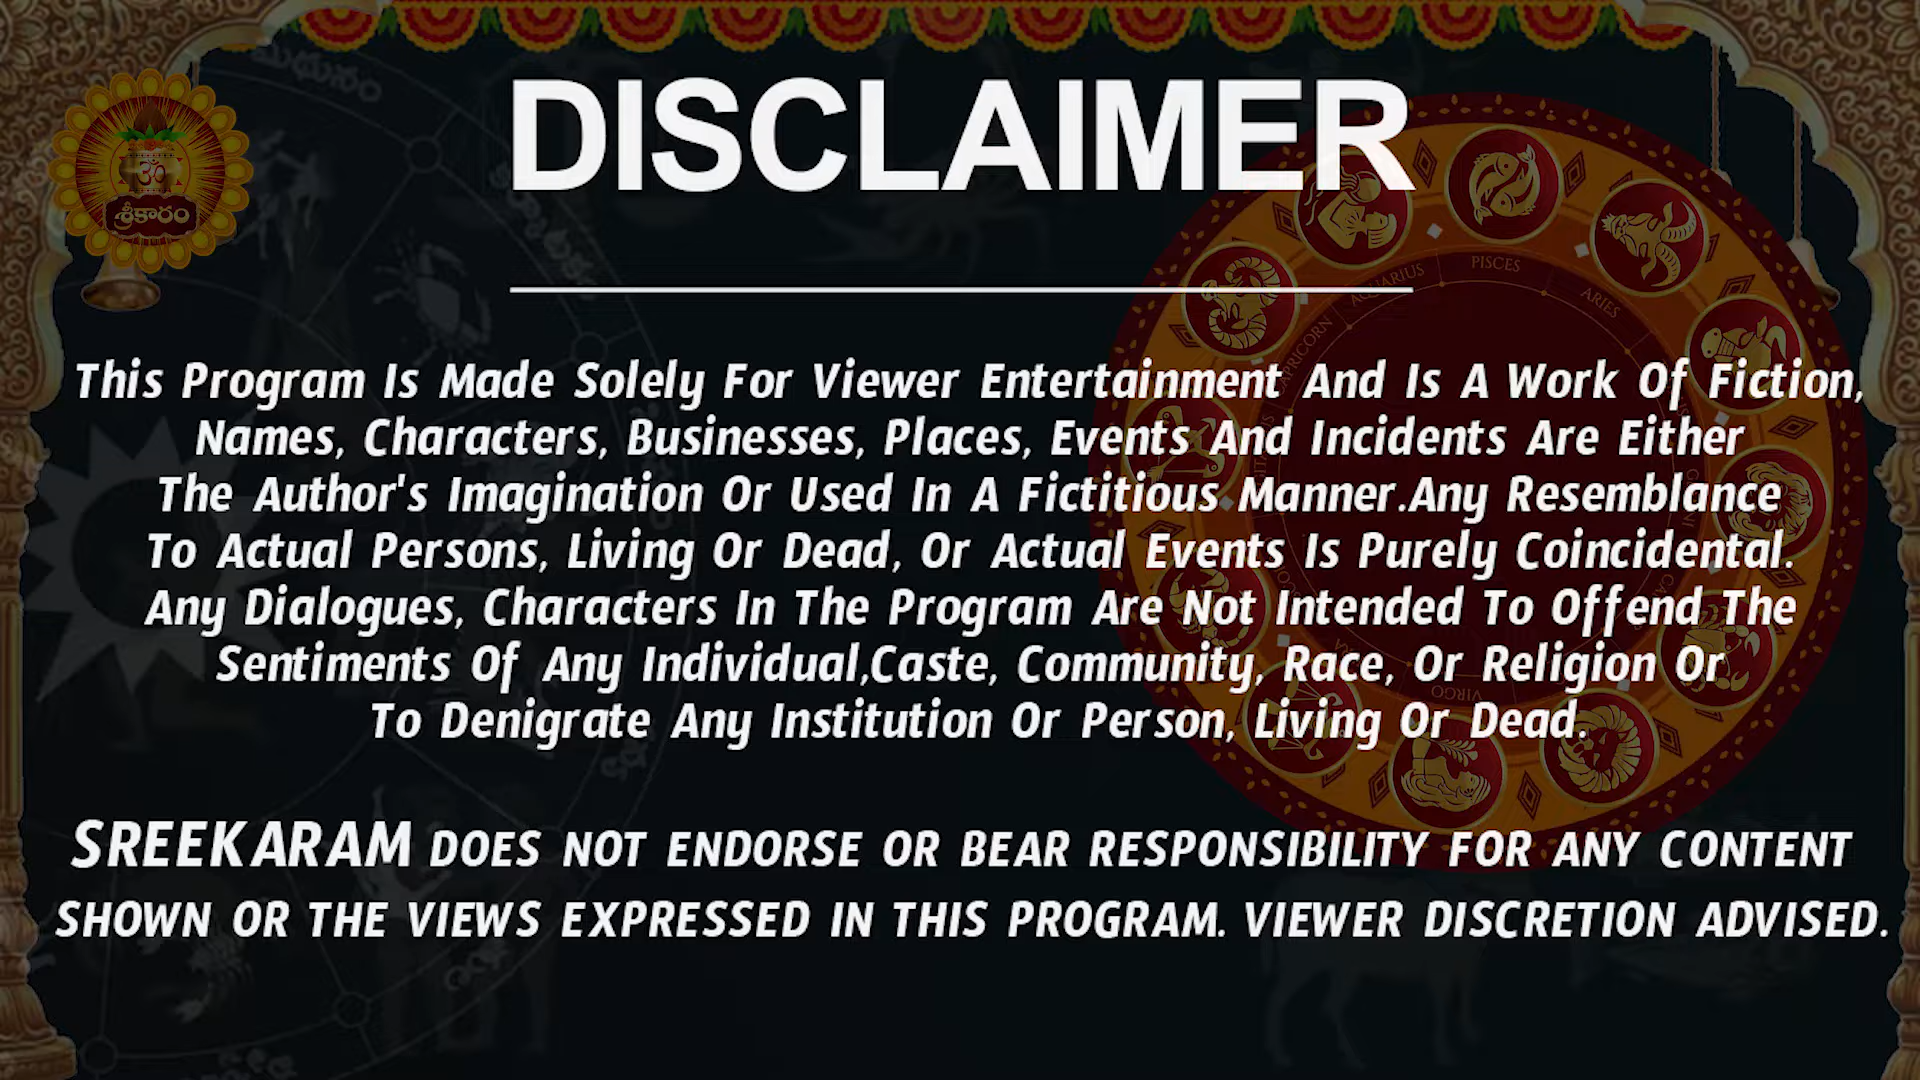 DISCLAIMER
శ్రీకారం
AQUARIUS
PISCES
ARIES
CAPRICORN
This Program Is Made Solely For Viewer Entertainment And Is A Work Of Fiction,
Names, Characters, Businesses, Places, Events And Incidents Are Either
The Author's Imagination Or Used In A Fictitious Manner.Any Resemblance
To Actual Persons, Living Or Dead, Or Actual Events Is Purely Coincidental.
Any Dialogues, Characters In The Program Are Not Intended To Offend The
Sentiments Of Any Individual,Caste, Community, Race, Or Religion Or
VIRGO
To Denigrate Any Institution Or Person, Living Or Dead.
SREEKARAM DOES NOT ENDORSE OR BEAR RESPONSIBILITY FOR ANY CONTENT
SHOWN OR THE VIEWS EXPRESSED IN THIS PROGRAM. VIEWER DISCRETION ADVISED.